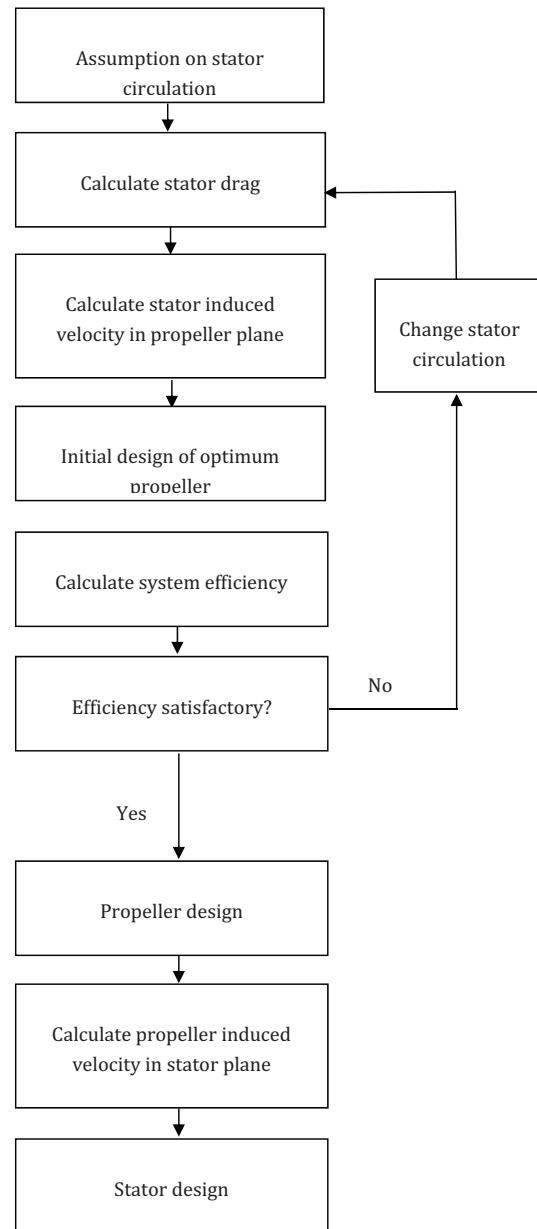 Assumption on stator
circulation
Calculate stator drag
Calculate stator induced
velocity in propeller plane
Change stator
circulation
Initial design of optimum
propeller
Calculate system efficiency
Efficiency satisfactory?
No
Yes
Propeller design
Calculate propeller induced
velocity in stator plane
Stator design